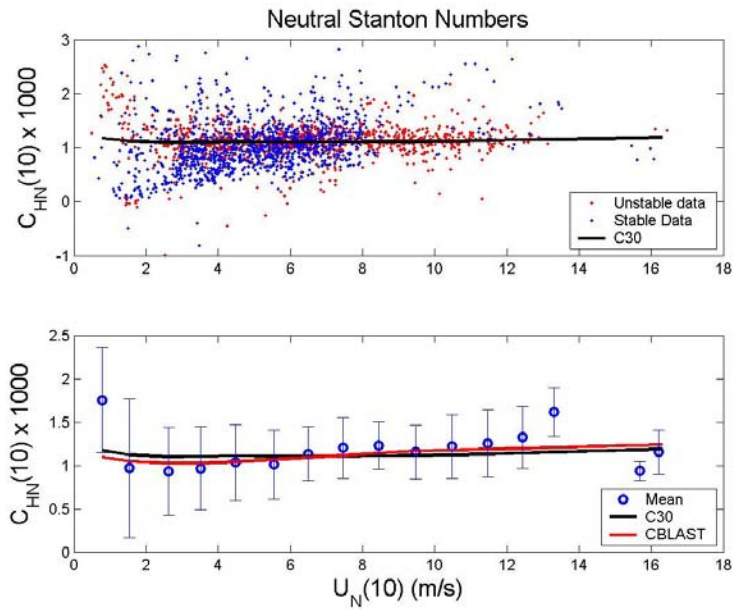 Neutral Stanton Numbers
C_HN(10) x 1000
3
2
1
0
-1
0 2 4 6 8 10 12 14 16 18
Unstable data
Stable Data
C30
C_HN(10) x 1000
2.5
2
1.5
1
0.5
0
0 2 4 6 8 10 12 14 16 18
Mean
C30
CBLAST
U_N(10) (m/s)